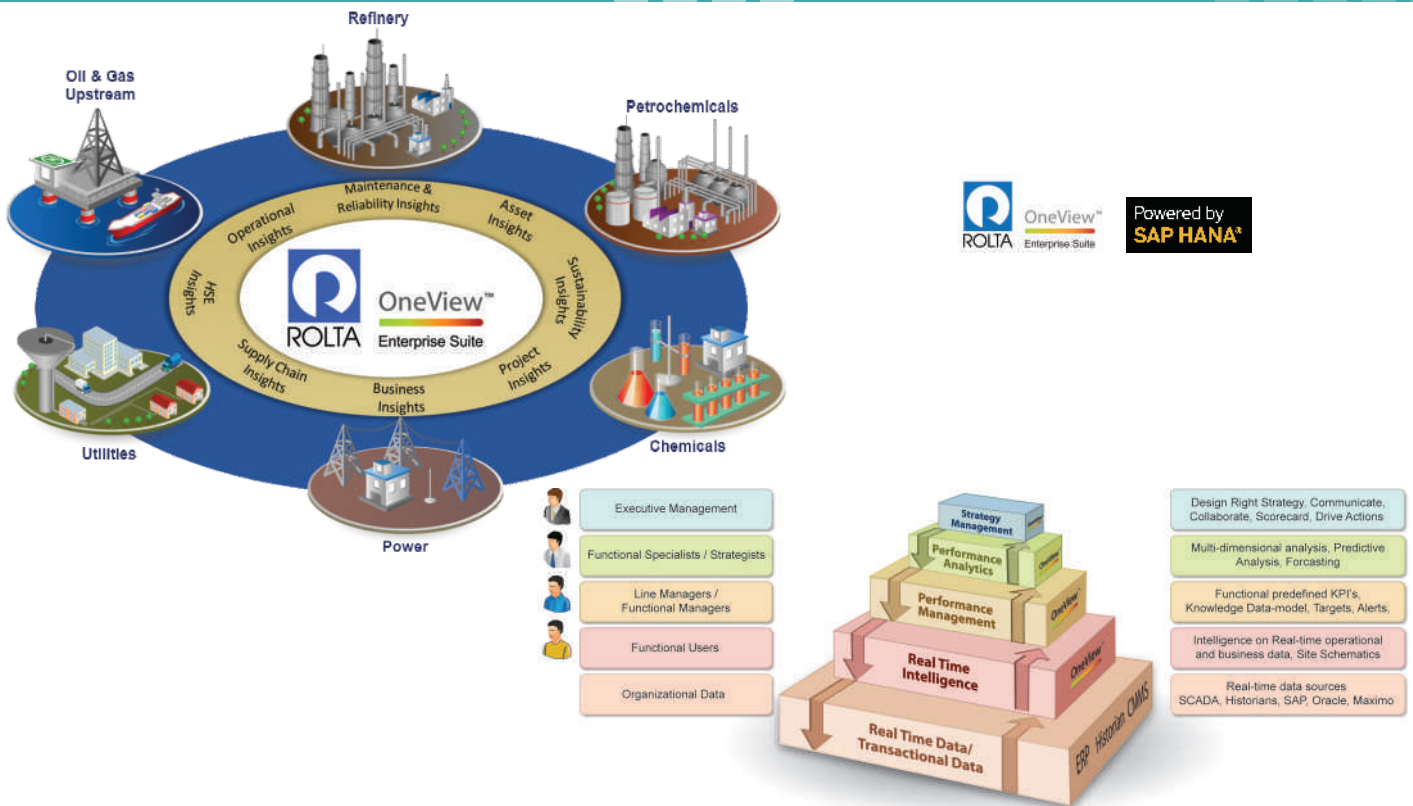 Refinery
Oil & Gas
Upstream
Petrochemicals
Maintenance &
Reliability Insights
Operational
Insights
Asset
Insights
HSE
Insights
Sustainability
Insights
ROLTA
OneView™
Enterprise Suite
Supply Chain
Insights
Business
Insights
Project
Insights
Utilities
Power
Chemicals
ROLTA
OneView™
Enterprise Suite
Powered by
SAP HANA®
Executive Management
Functional Specialists / Strategists
Line Managers /
Functional Managers
Functional Users
Organizational Data
Strategy
Management
Performance
Analytics
OneView
Performance
Management
OneView
Real Time
Intelligence
OneView
Real Time Data/
Transactional Data
ERP Historian CMMS
Design Right Strategy, Communicate,
Collaborate, Scorecard, Drive Actions
Multi-dimensional analysis, Predictive
Analysis, Forcasting
Functional predefined KPI's,
Knowledge Data-model, Targets, Alerts,
Intelligence on Real-time operational
and business data, Site Schematics
Real-time data sources
SCADA, Historians, SAP, Oracle, Maximo